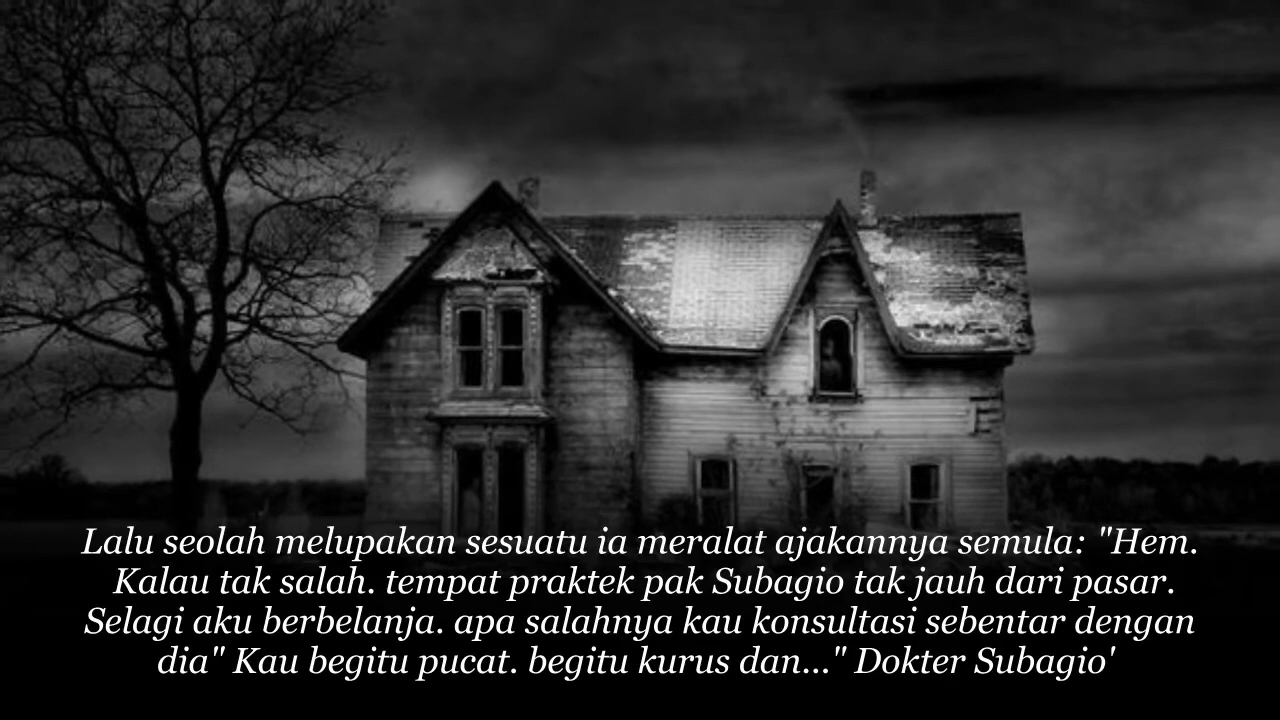 Lalu seolah melupakan sesuatu ia meralat ajakannya semula: "Hem.
Kalau tak salah. tempat praktek pak Subagio tak jauh dari pasar.
Selagi aku berbelanja. apa salahnya kau konsultasi sebentar dengan
dia" Kau begitu pucat. begitu kurus dan..." Dokter Subagio'